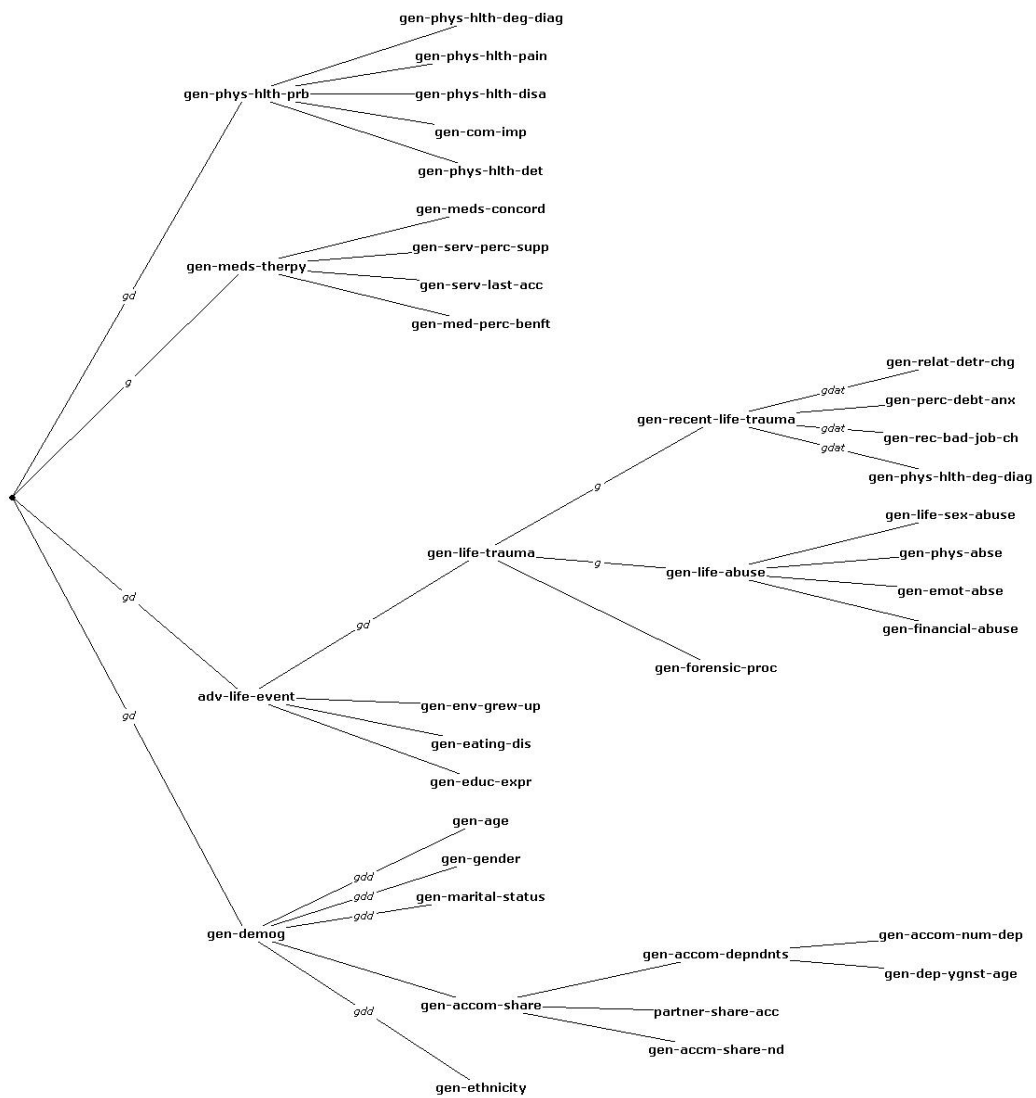 gen-phys-hlth-deg-diag
gen-phys-hlth-pain
gen-phys-hlth-prb
gen-phys-hlth-disa
gen-com-imp
gen-phys-hlth-det
gen-meds-concord
gen-serv-perc-supp
gen-meds-therpy
gen-serv-last-acc
gd
gen-med-perc-benft
gen-relat-detr-chg
g
gdat
gen-perc-debt-anx
gen-recent-life-trauma
gdat
gen-rec-bad-job-ch
gdat
gen-phys-hlth-deg-diag
g
gen-life-sex-abuse
gen-life-trauma
gen-phys-abse
g
gen-life-abuse
gen-emot-abse
gd
gd
gen-financial-abuse
gen-forensic-proc
adv-life-event
gen-env-grew-up
gd
gen-eating-dis
gen-educ-expr
gen-age
gen-gender
gdd
gdd
gen-marital-status
gdd
gen-demog
gen-accom-num-dep
gen-accom-depndnts
gen-dep-ygnst-age
gen-accom-share
gdd
partner-share-acc
gen-accm-share-nd
gen-ethnicity